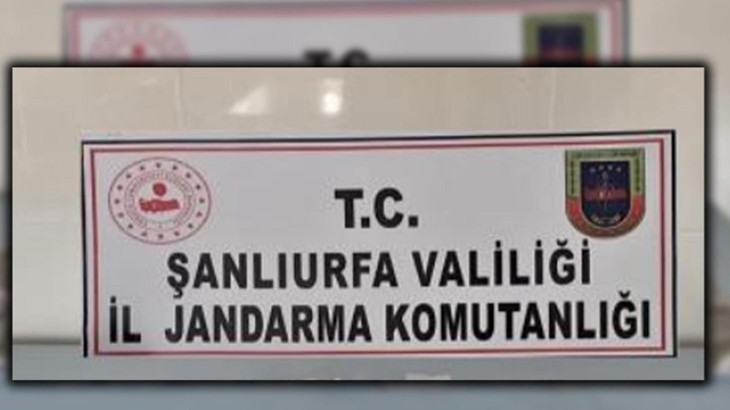 T.C.
ŞANLIURFA VALİLİĞİ
İL JANDARMA KOMUTANLIĞI